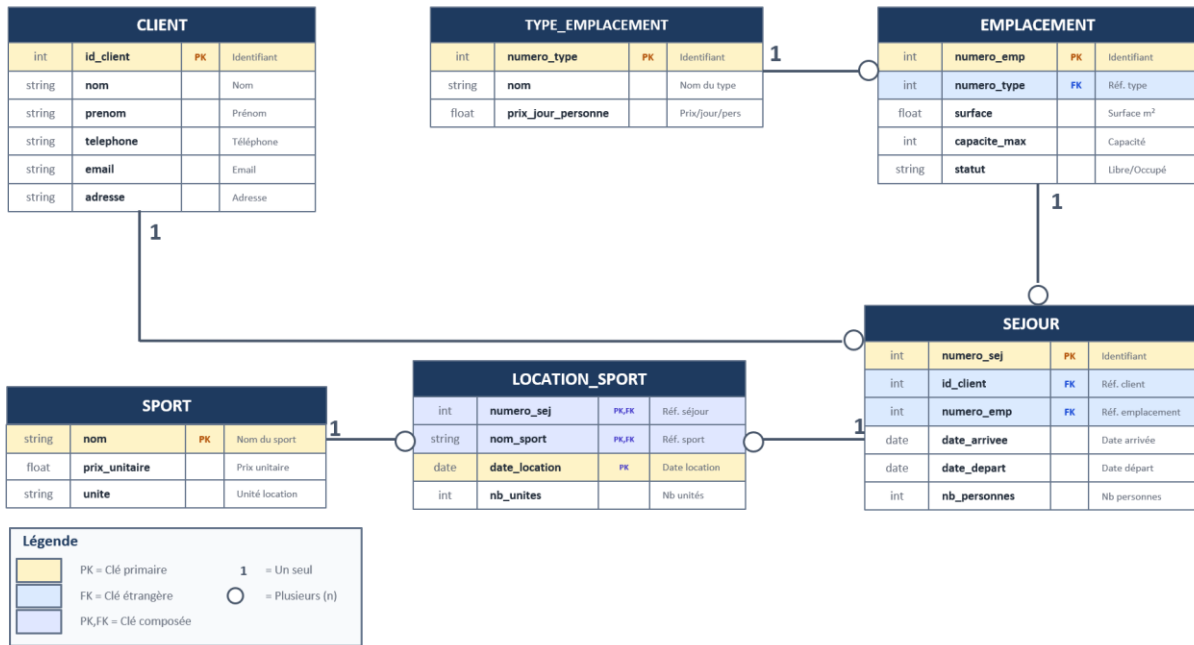 CLIENT
int id_client PK Identifiant
string nom Nom
string prenom Prénom
string telephone Téléphone
string email Email
string adresse Adresse
1
TYPE_EMPLACEMENT
int numero_type PK Identifiant
string nom Nom du type
float prix_jour_personne Prix/jour/pers
1
EMPLACEMENT
int numero_emp PK Identifiant
int numero_type FK Réf. type
float surface Surface m²
int capacite_max Capacité
string statut Libre/Occupé
1
SEJOUR
int numero_sej PK Identifiant
int id_client FK Réf. client
int numero_emp FK Réf. emplacement
date date_arrivee Date arrivée
date date_depart Date départ
int nb_personnes Nb personnes
1
LOCATION_SPORT
int numero_sej PK,FK Réf. séjour
string nom_sport PK,FK Réf. sport
date date_location PK Date location
int nb_unites Nb unités
SPORT
string nom PK Nom du sport
float prix_unitaire Prix unitaire
string unite Unité location
1
Légende
PK = Clé primaire 1 = Un seul
FK = Clé étrangère = Plusieurs (n)
PK,FK = Clé composée